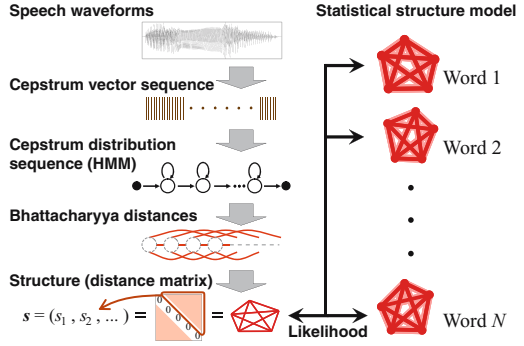 Speech waveforms
Cepstrum vector sequence
Cepstrum distribution
sequence (HMM)
Bhattacharyya distances
Structure (distance matrix)
s = (s1 , s2 , ... ) =
0
0
0
0
0
=
Likelihood
Statistical structure model
Word 1
Word 2
Word N